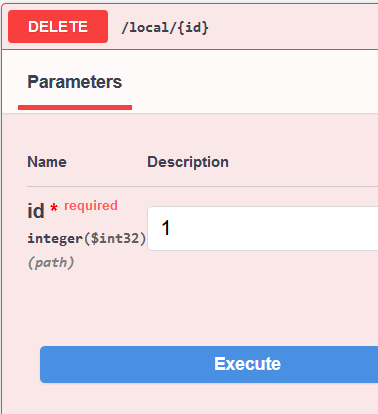 DELETE /local/{id}
Parameters
Name Description
id * required
integer($int32) 1
(path)
Execute